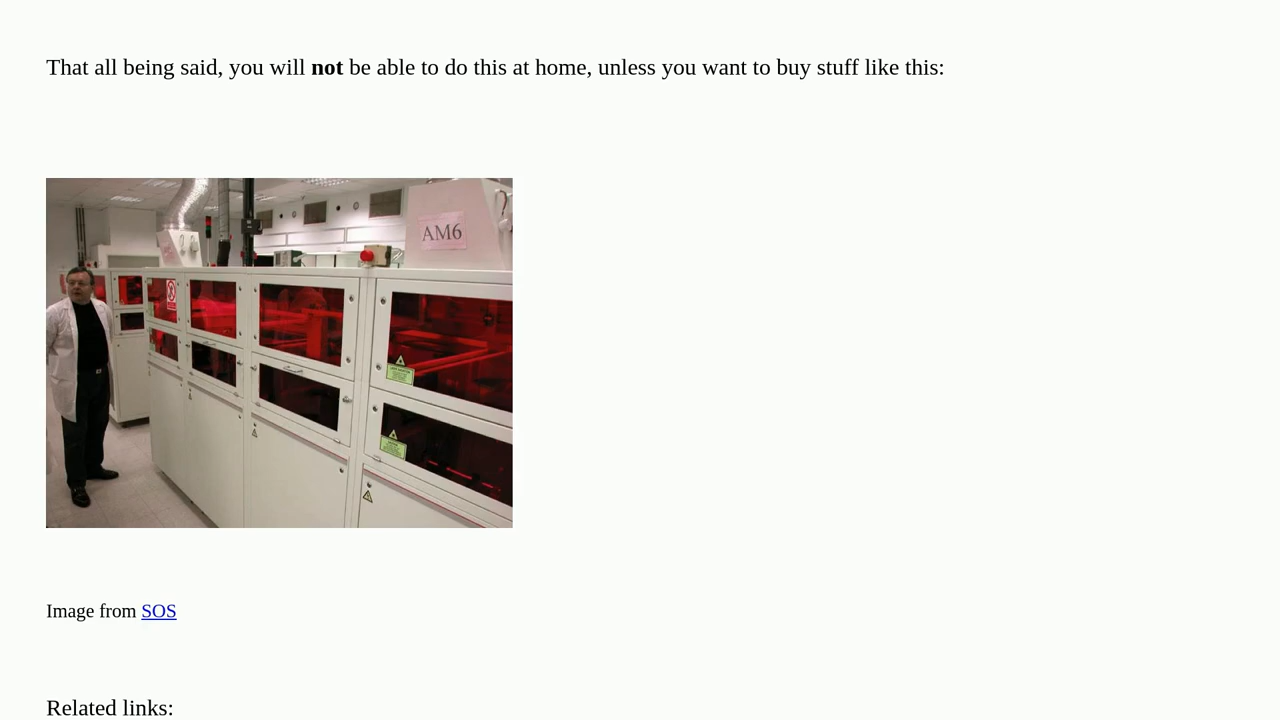 That all being said, you will not be able to do this at home, unless you want to buy stuff like this:
AM6
Image from SOS
Related links: